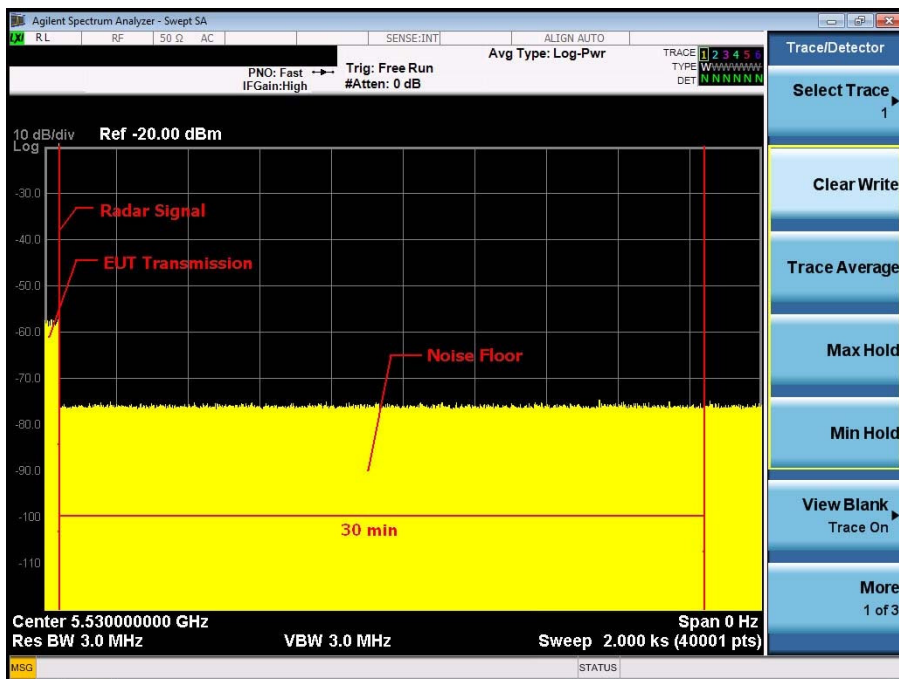 Agilent Spectrum Analyzer - Swept SA
LXI RL RF 50 Ω AC SENSE:INT ALIGN AUTO
PNO: Fast
IFGain:High
Trig: Free Run
#Atten: 0 dB
Avg Type: Log-Pwr
TRACE 1 2 3 4 5 6
TYPE WWWWWW
DET N N N N N N
10 dB/div Ref -20.00 dBm
Log
-30.0
-40.0
-50.0
-60.0
-70.0
-80.0
-90.0
-100
-110
Radar Signal
EUT Transmission
Noise Floor
30 min
Center 5.530000000 GHz Span 0 Hz
Res BW 3.0 MHz VBW 3.0 MHz Sweep 2.000 ks (40001 pts)
MSG STATUS
Trace/Detector
Select Trace
1
Clear Write
Trace Average
Max Hold
Min Hold
View Blank
Trace On
More
1 of 3